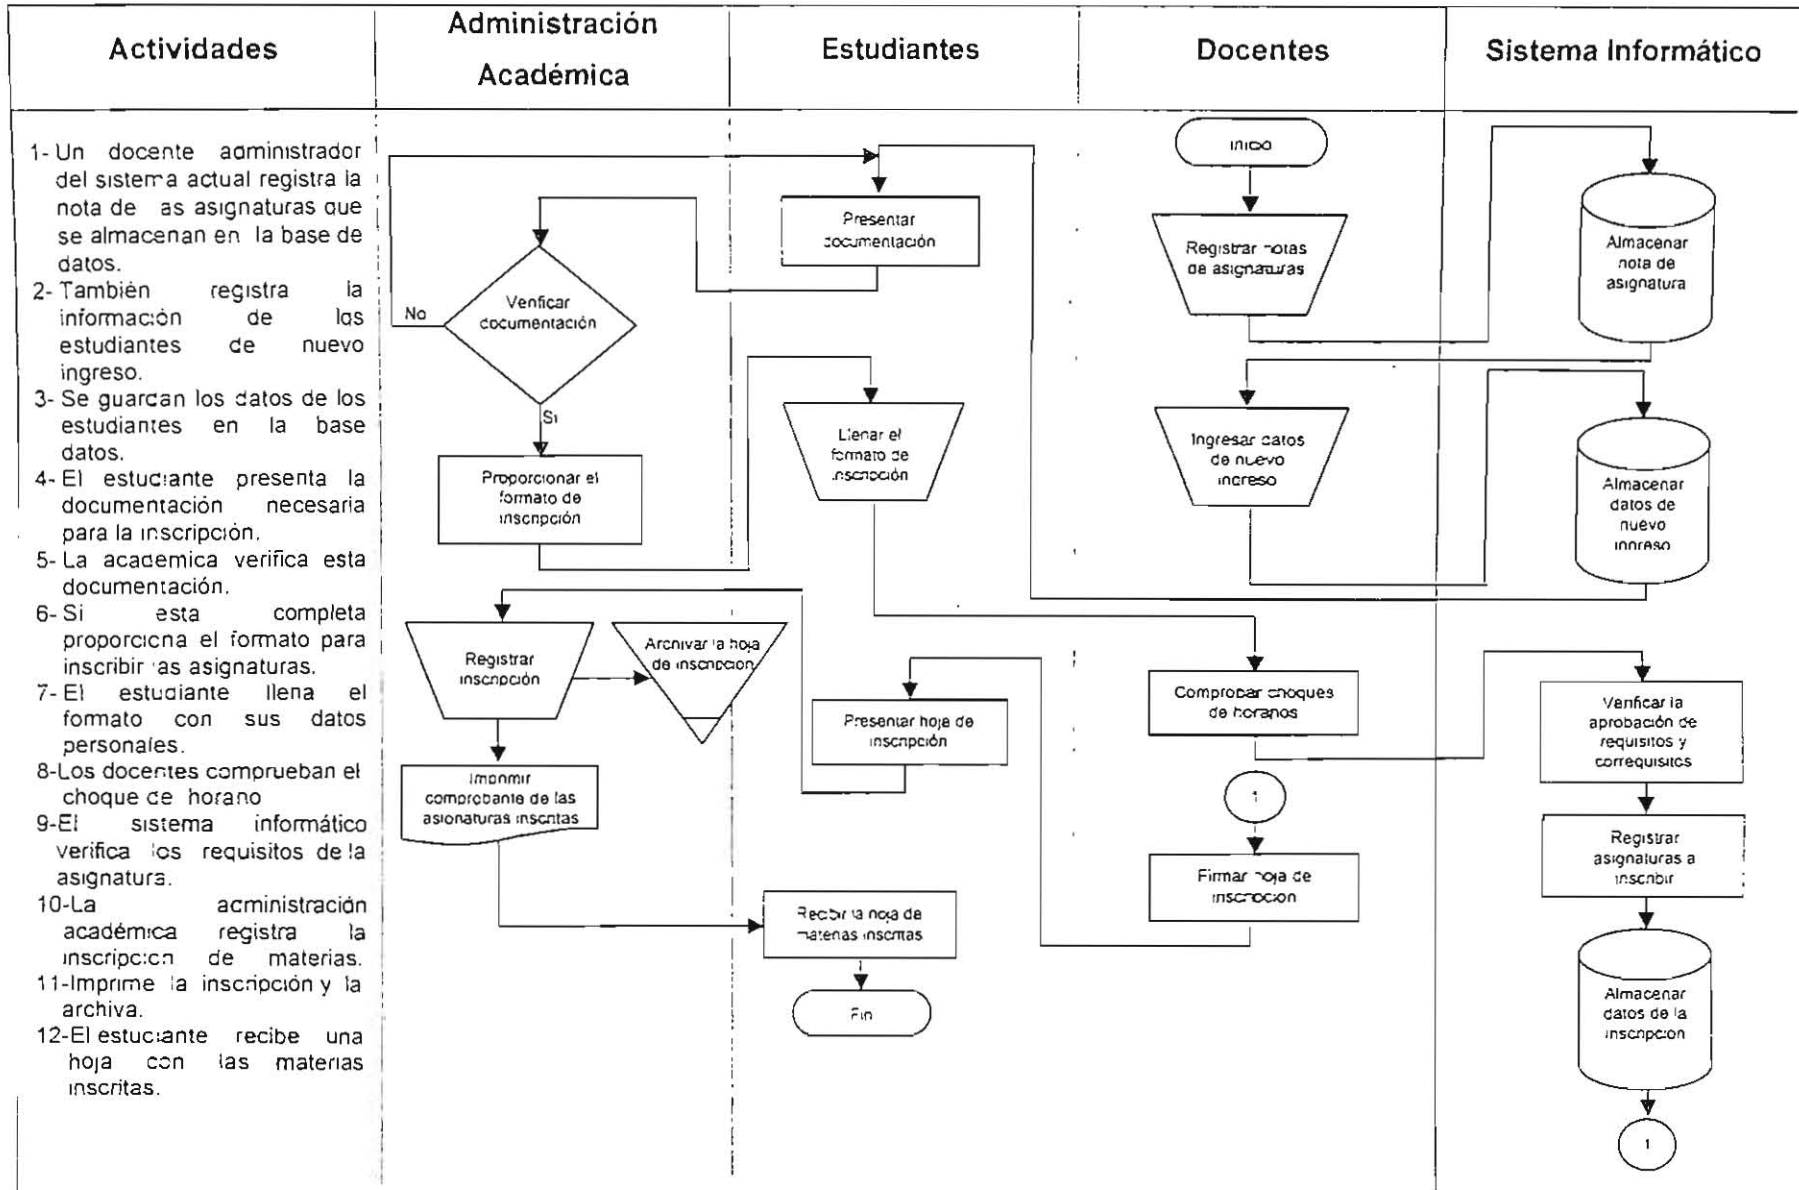 Actividades
Administración
Académica
Estudiantes
Docentes
Sistema Informático
1- Un docente administrador
del sistema actual registra la
nota de as asignaturas que
se almacenan en la base de
datos.
2- También registra la
información de los
estudiantes de nuevo
ingreso.
3- Se guardan los datos de los
estudiantes en la base
datos.
4- El estudiante presenta la
documentación necesaria
para la inscripción.
5- La academica verifica esta
documentación.
6- Si esta completa
proporciona el formato para
inscribir las asignaturas.
7- El estudiante llena el
formato con sus datos
personales.
8-Los docentes comprueban el
choque de horario
9-El sistema informático
verifica los requisitos de la
asignatura.
10-La administración
académica registra la
inscripcion de materias.
11-Imprime la inscripción y la
archiva.
12-El estudiante recibe una
hoja con las materias
inscritas.
Verificar
documentación
No
Si
Proporcionar el
formato de
inscripción
Registrar
inscripción
Archivar la hoja
de inscripcion
Imprimir
comprobante de las
asignaturas inscritas
Presentar
documentación
Llenar el
formato de
inscripción
Presentar hoja de
inscripción
Recibir la hoja de
materias inscritas
Fin
Inicio
Registrar notas
de asignaturas
Ingresar datos
de nuevo
ingreso
Comprobar choques
de horarios
1
Firmar hoja de
inscripcion
Almacenar
nota de
asignatura
Almacenar
datos de
nuevo
ingreso
Verificar la
aprobación de
requisitos y
correquisitos
Registrar
asignaturas a
inscribir
Almacenar
datos de la
inscripcion
1